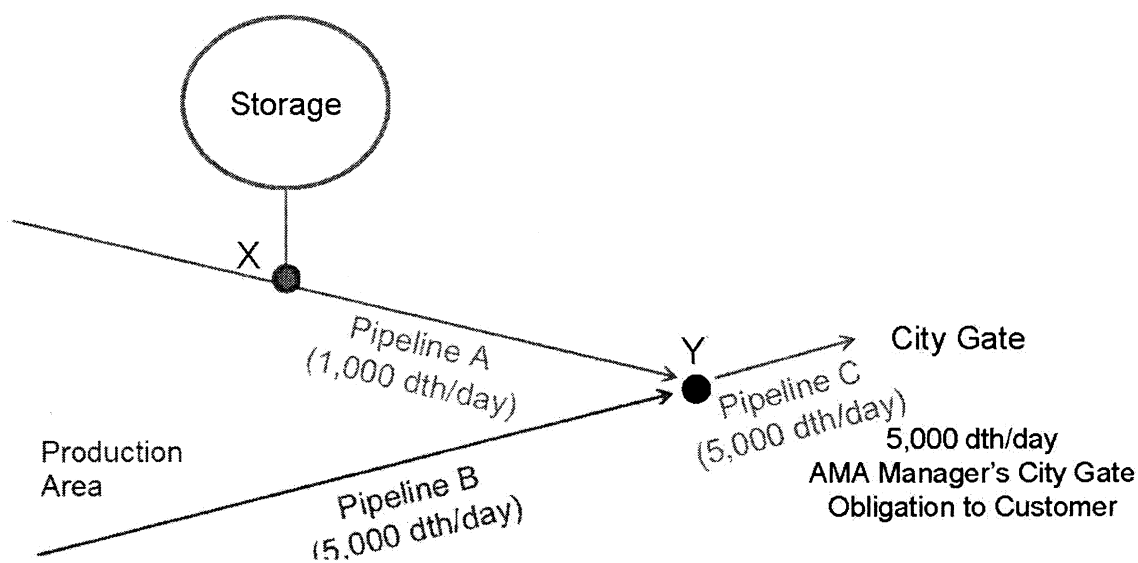 Storage
X
Pipeline A
(1,000 dth/day)
Y
City Gate
Pipeline C
(5,000 dth/day)
5,000 dth/day
AMA Manager's City Gate
Obligation to Customer
Production
Area
Pipeline B
(5,000 dth/day)